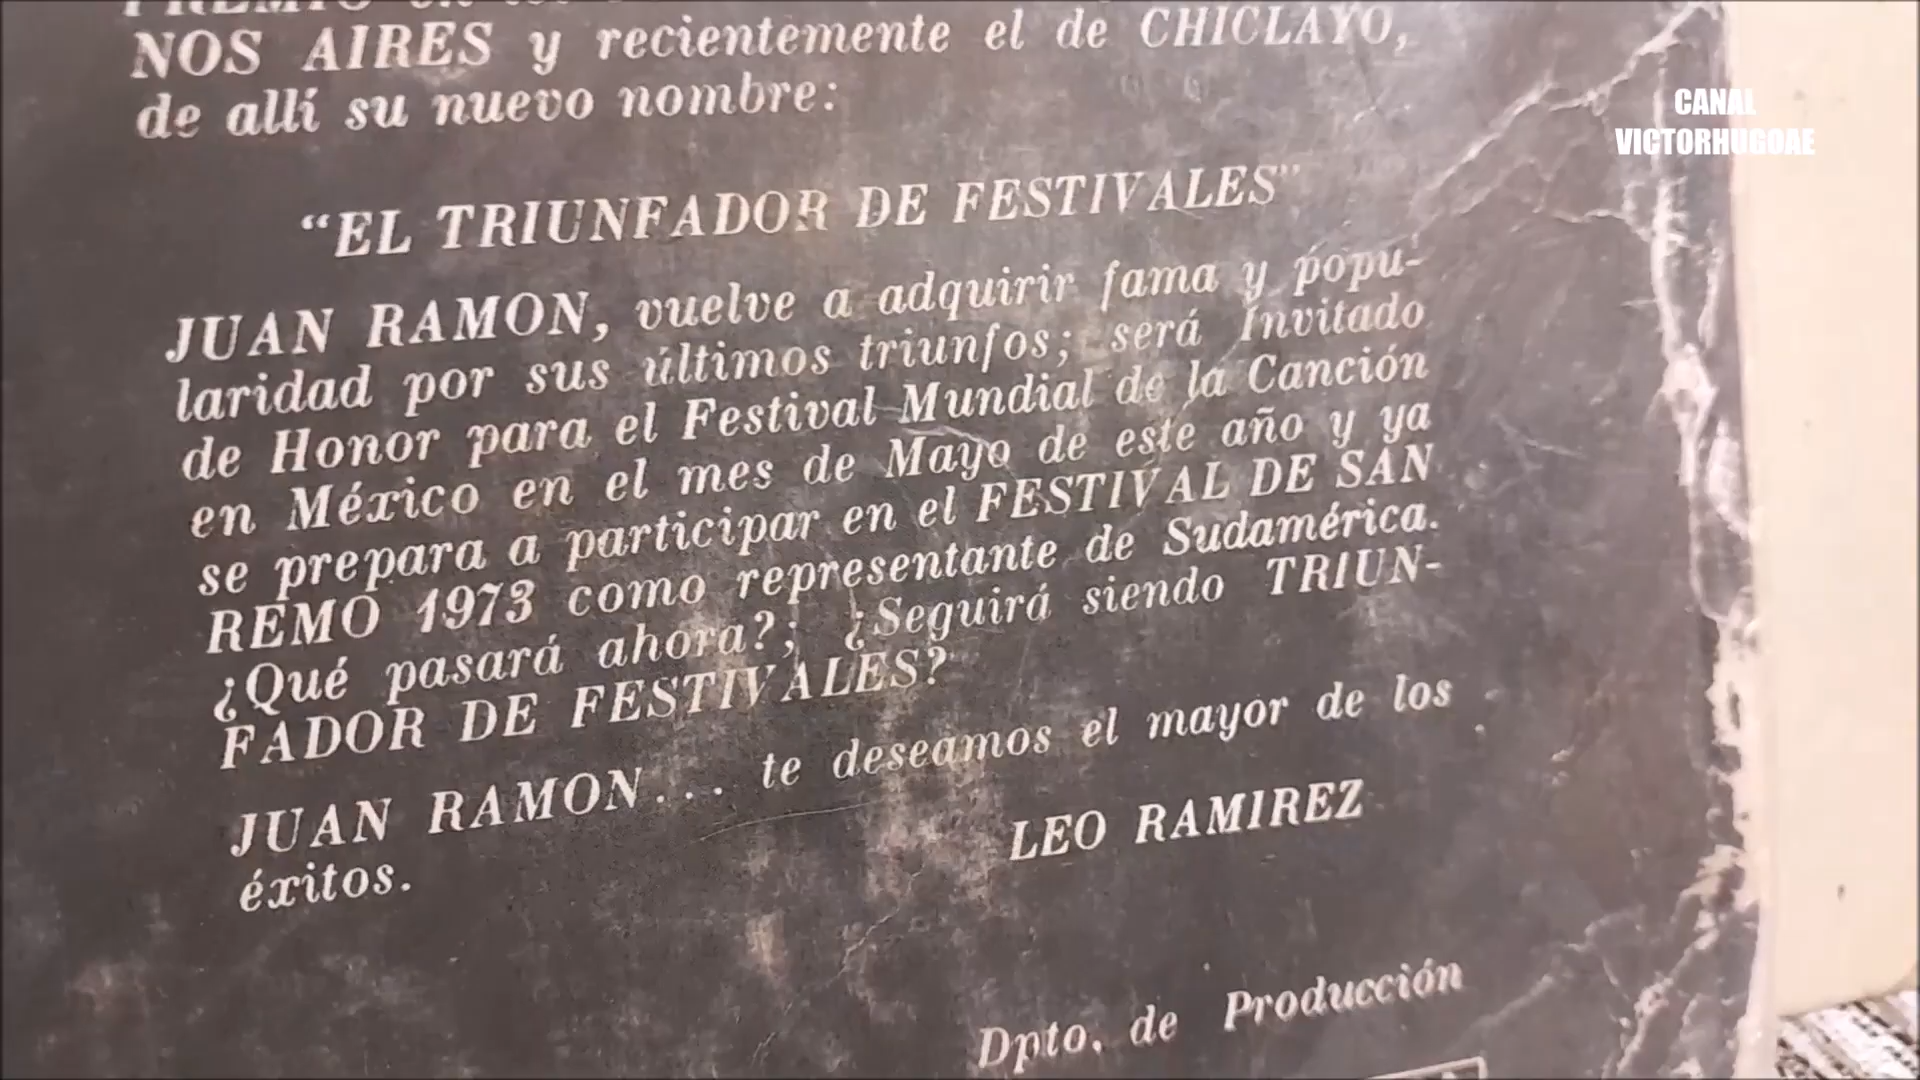 PREMIO en los
NOS AIRES y recientemente el de CHICLAYO,
de allí su nuevo nombre:
“EL TRIUNFADOR DE FESTIVALES”
JUAN RAMON, vuelve a adquirir fama y popu-
laridad por sus últimos triunfos; será Invitado
de Honor para el Festival Mundial de la Canción
en México en el mes de Mayo de este año y ya
se prepara a participar en el FESTIVAL DE SAN
REMO 1973 como representante de Sudamérica.
¿Qué pasará ahora?; ¿Seguirá siendo TRIUN-
FADOR DE FESTIVALES?
JUAN RAMON... te deseamos el mayor de los
éxitos.
LEO RAMIREZ
Dpto. de Producción
CANAL
VICTORHUGOAE